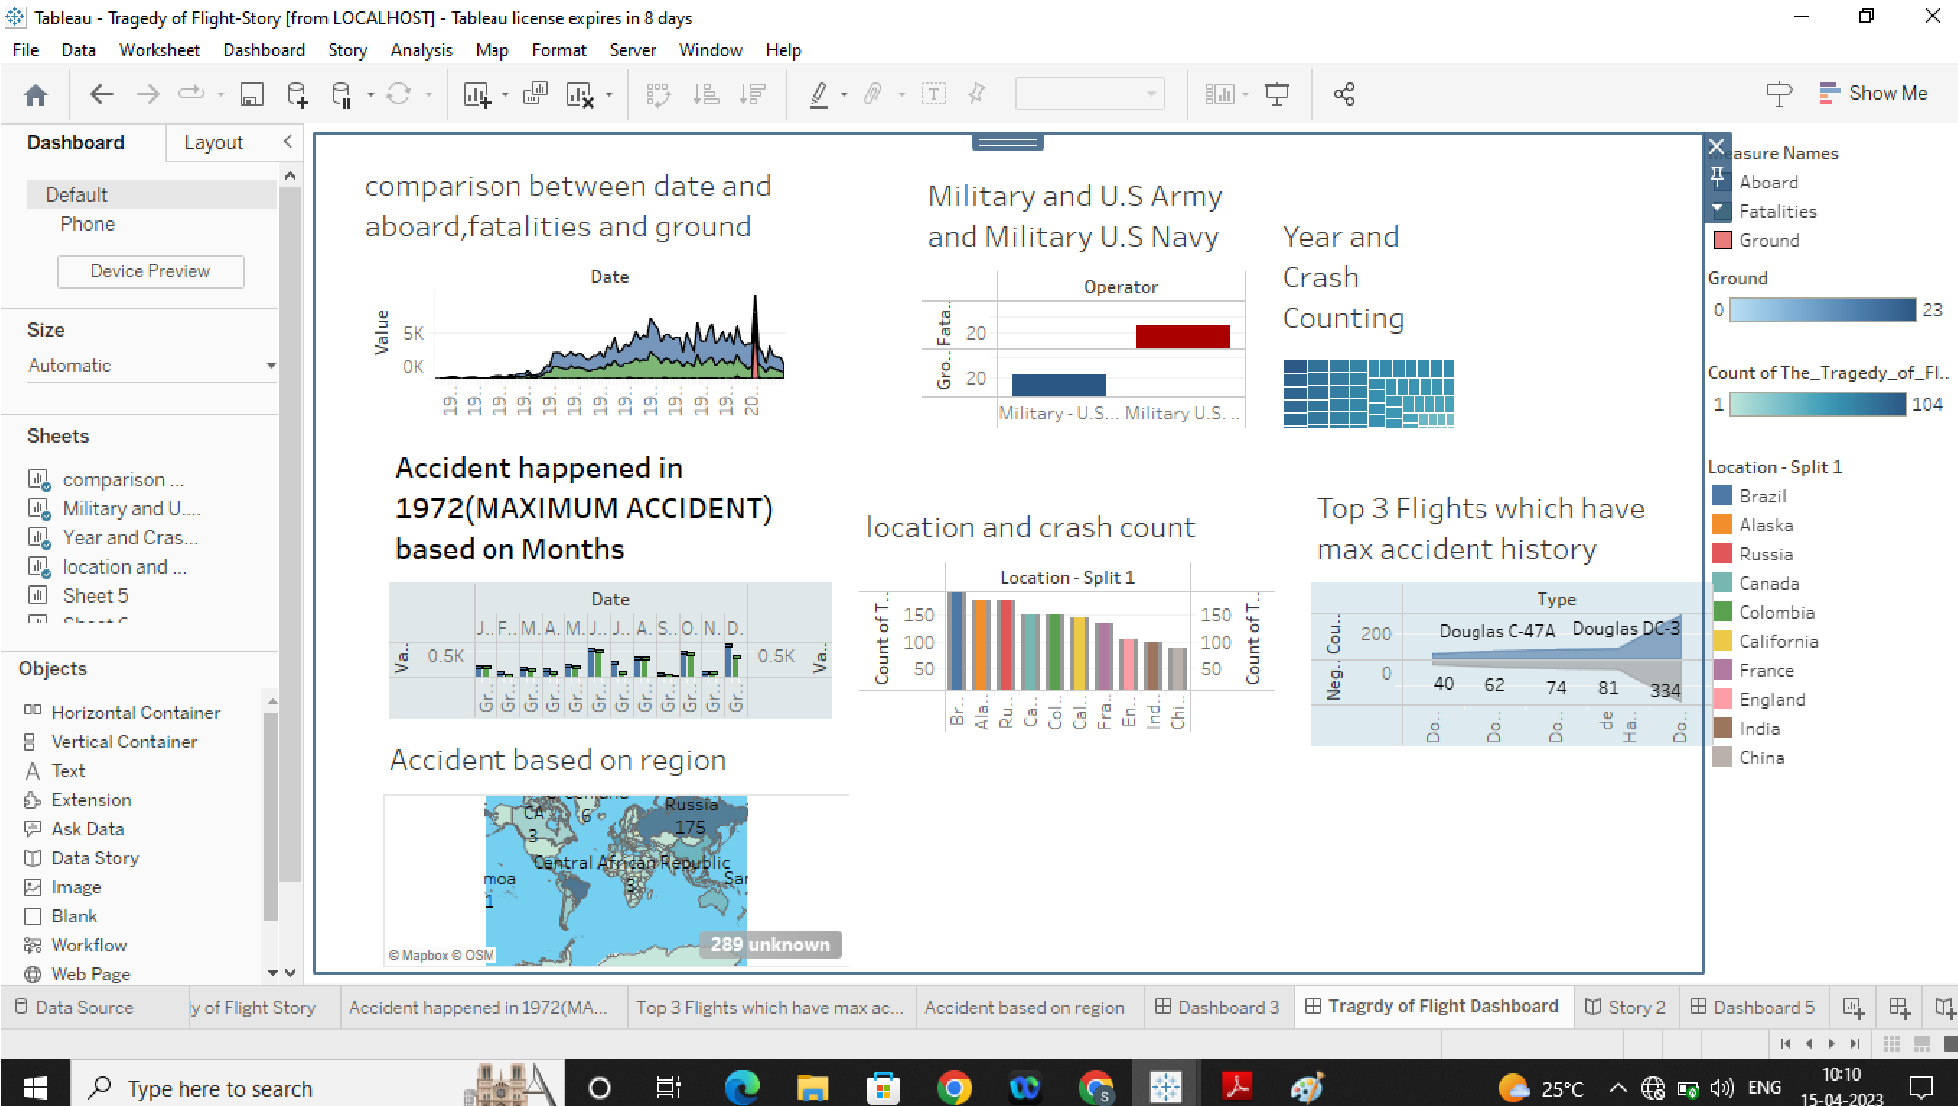 Tableau - Tragedy of Flight-Story [from LOCALHOST] - Tableau license expires in 8 days
File Data Worksheet Dashboard Story Analysis Map Format Server Window Help
Show Me
Dashboard Layout
Default
Phone
Device Preview
Size
Automatic
Sheets
comparison ...
Military and U....
Year and Cras...
location and ...
Sheet 5
Objects
Horizontal Container
Vertical Container
Text
Extension
Ask Data
Data Story
Image
Blank
Workflow
Web Page
comparison between date and
aboard,fatalities and ground
Date
Value
5K
0K
19.. 19.. 19.. 19.. 19.. 19.. 19.. 19.. 19.. 19.. 19.. 19.. 20..
Military and U.S Army
and Military U.S Navy
Operator
Fata..
20
Gro..
20
Military - U.S... Military U.S. ...
Year and
Crash
Counting
Accident happened in
1972(MAXIMUM ACCIDENT)
based on Months
Date
J.. F.. M. A. M. J.. J.. A. S.. O. N. D.
Va.. 0.5K 0.5K Va..
Gr.. Gr.. Gr.. Gr.. Gr.. Gr.. Gr.. Gr.. Gr.. Gr.. Gr.. Gr..
location and crash count
Location - Split 1
Count of T..
150
100
50
150
100
50
Count of T..
Br.. Ala.. Ru.. Ca.. Col.. Cal.. Fra.. En.. Ind.. Chi..
Top 3 Flights which have
max accident history
Type
Cou..
200
Douglas C-47A Douglas DC-3
Neg..
0
40 62 74 81 334
Do.. Do.. Do.. de Ha.. Do..
Accident based on region
CA
3
6
Russia
175
Central African Republic
3
moa
1
Sar
289 unknown
© Mapbox © OSM
easure Names
Aboard
Fatalities
Ground
Ground
0 23
Count of The_Tragedy_of_Fl..
1 104
Location - Split 1
Brazil
Alaska
Russia
Canada
Colombia
California
France
England
India
China
Data Source y of Flight Story Accident happened in 1972(MA... Top 3 Flights which have max ac... Accident based on region Dashboard 3 Tragrdy of Flight Dashboard Story 2 Dashboard 5
Type here to search
25°C ENG
10:10
15-04-2023